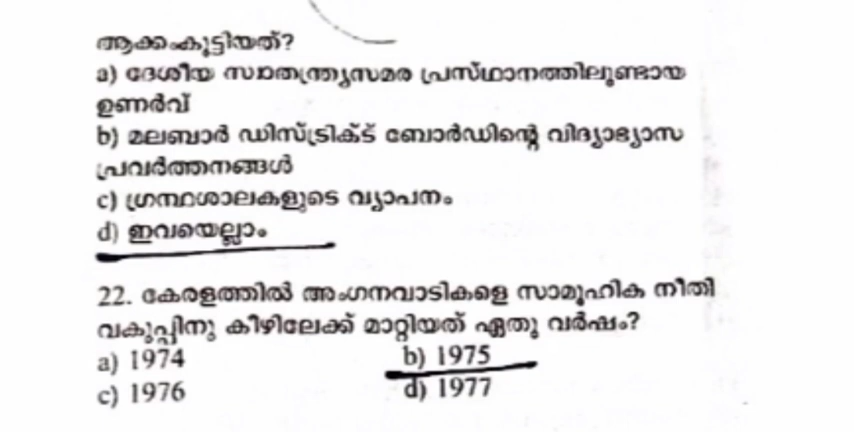 ആക്കംകൂട്ടിയത്?
a) ദേശീയ സ്വാതന്ത്ര്യസമര പ്രസ്ഥാനത്തിലുണ്ടായ
ഉണർവ്
b) മലബാർ ഡിസ്ട്രിക്ട് ബോർഡിന്റെ വിദ്യാഭ്യാസ
പ്രവർത്തനങ്ങൾ
c) ഗ്രന്ഥശാലകളുടെ വ്യാപനം
d) ഇവയെല്ലാം
22. കേരളത്തിൽ അംഗനവാടികളെ സാമൂഹിക നീതി
വകുപ്പിനു കീഴിലേക്ക് മാറ്റിയത് ഏതു വർഷം?
a) 1974 b) 1975
c) 1976 d) 1977